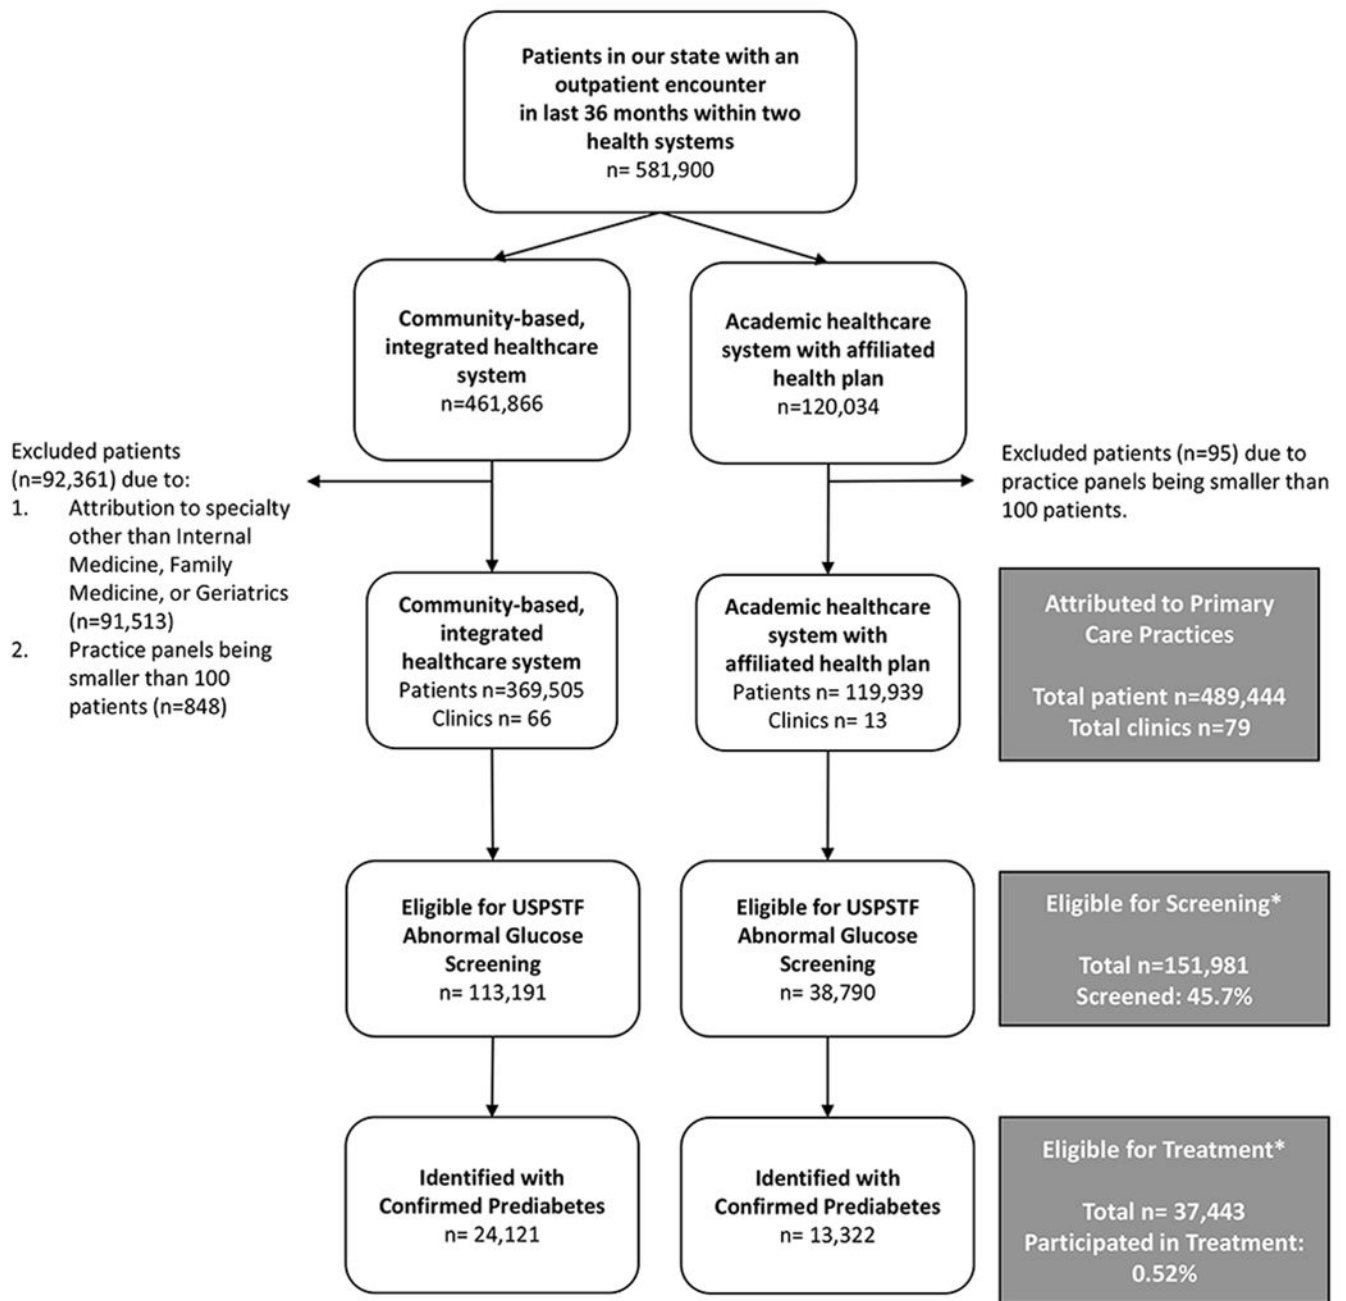 Patients in our state with an
outpatient encounter
in last 36 months within two
health systems
n= 581,900
Community-based,
integrated healthcare
system
n=461,866
Academic healthcare
system with affiliated
health plan
n=120,034
Excluded patients
(n=92,361) due to:
1. Attribution to specialty
other than Internal
Medicine, Family
Medicine, or Geriatrics
(n=91,513)
2. Practice panels being
smaller than 100
patients (n=848)
Excluded patients (n=95) due to
practice panels being smaller than
100 patients.
Community-based,
integrated
healthcare system
Patients n=369,505
Clinics n= 66
Academic healthcare
system with
affiliated health plan
Patients n= 119,939
Clinics n= 13
Attributed to Primary
Care Practices
Total patient n=489,444
Total clinics n=79
Eligible for USPSTF
Abnormal Glucose
Screening
n= 113,191
Eligible for USPSTF
Abnormal Glucose
Screening
n= 38,790
Eligible for Screening*
Total n=151,981
Screened: 45.7%
Identified with
Confirmed Prediabetes
n= 24,121
Identified with
Confirmed Prediabetes
n= 13,322
Eligible for Treatment*
Total n= 37,443
Participated in Treatment:
0.52%